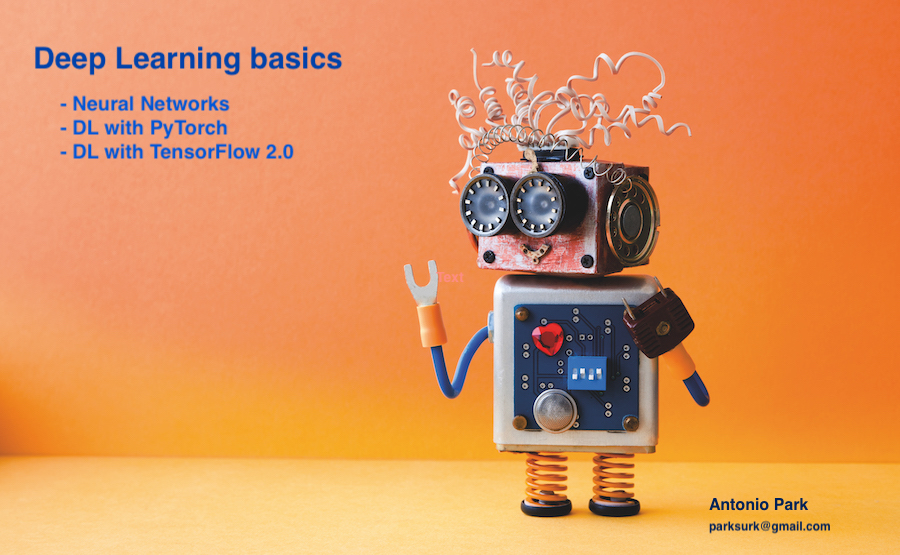 Deep Learning basics
- Neural Networks
- DL with PyTorch
- DL with TensorFlow 2.0
Text
Antonio Park
parksurk@gmail.com